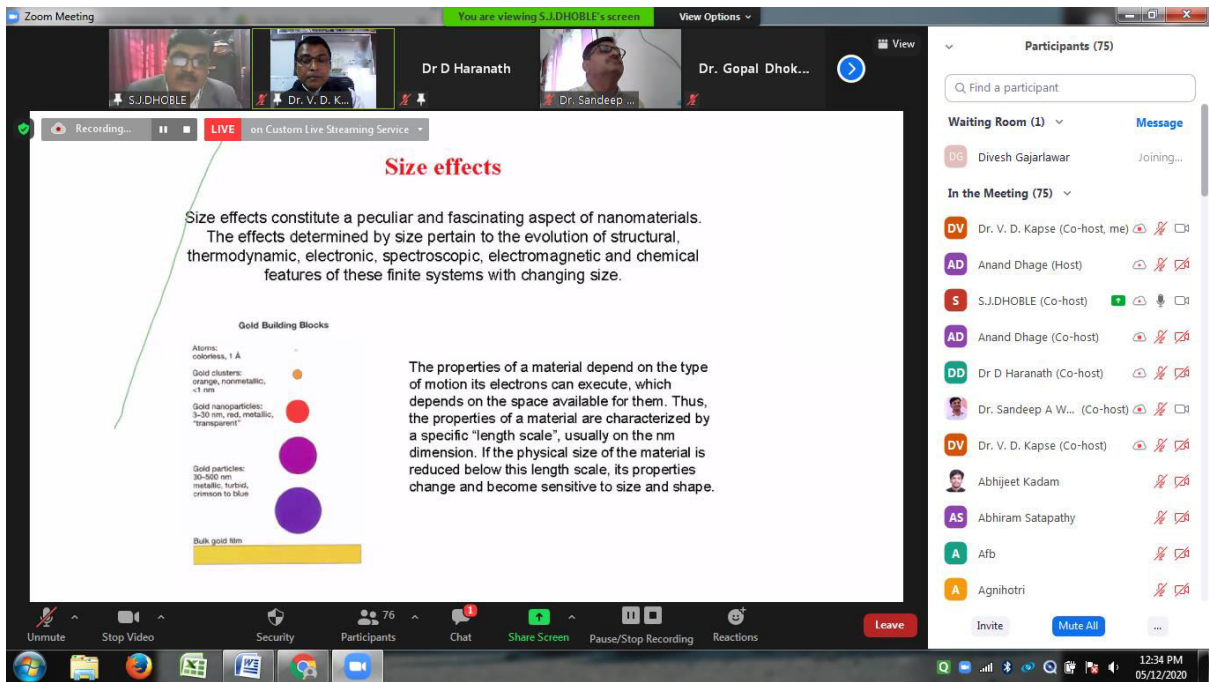 Zoom Meeting
You are viewing S.J.DHOBLE's screen
View Options
S.J.DHOBLE
Dr. V. D. K...
Dr D Haranath
Dr. Sandeep ...
Dr. Gopal Dhok...
View
Recording...
LIVE
on Custom Live Streaming Service
Size effects
Size effects constitute a peculiar and fascinating aspect of nanomaterials.
The effects determined by size pertain to the evolution of structural,
thermodynamic, electronic, spectroscopic, electromagnetic and chemical
features of these finite systems with changing size.
Gold Building Blocks
Atoms:
colorless, 1 Å
Gold clusters:
orange, nonmetallic,
<1 nm
Gold nanoparticles:
3–30 nm, red, metallic,
"transparent"
Gold particles:
30–500 nm
metallic, turbid,
crimson to blue
Bulk gold film
The properties of a material depend on the type
of motion its electrons can execute, which
depends on the space available for them. Thus,
the properties of a material are characterized by
a specific “length scale”, usually on the nm
dimension. If the physical size of the material is
reduced below this length scale, its properties
change and become sensitive to size and shape.
Participants (75)
Find a participant
Waiting Room (1)
Message
DG
Divesh Gajarlawar
Joining...
In the Meeting (75)
DV
Dr. V. D. Kapse (Co-host, me)
AD
Anand Dhage (Host)
S
S.J.DHOBLE (Co-host)
AD
Anand Dhage (Co-host)
DD
Dr D Haranath (Co-host)
Dr. Sandeep A W... (Co-host)
DV
Dr. V. D. Kapse (Co-host)
Abhijeet Kadam
AS
Abhiram Satapathy
A
Afb
A
Agnihotri
Invite
Mute All
...
Unmute
Stop Video
Security
76
Participants
1
Chat
Share Screen
Pause/Stop Recording
Reactions
Leave
12:34 PM
05/12/2020